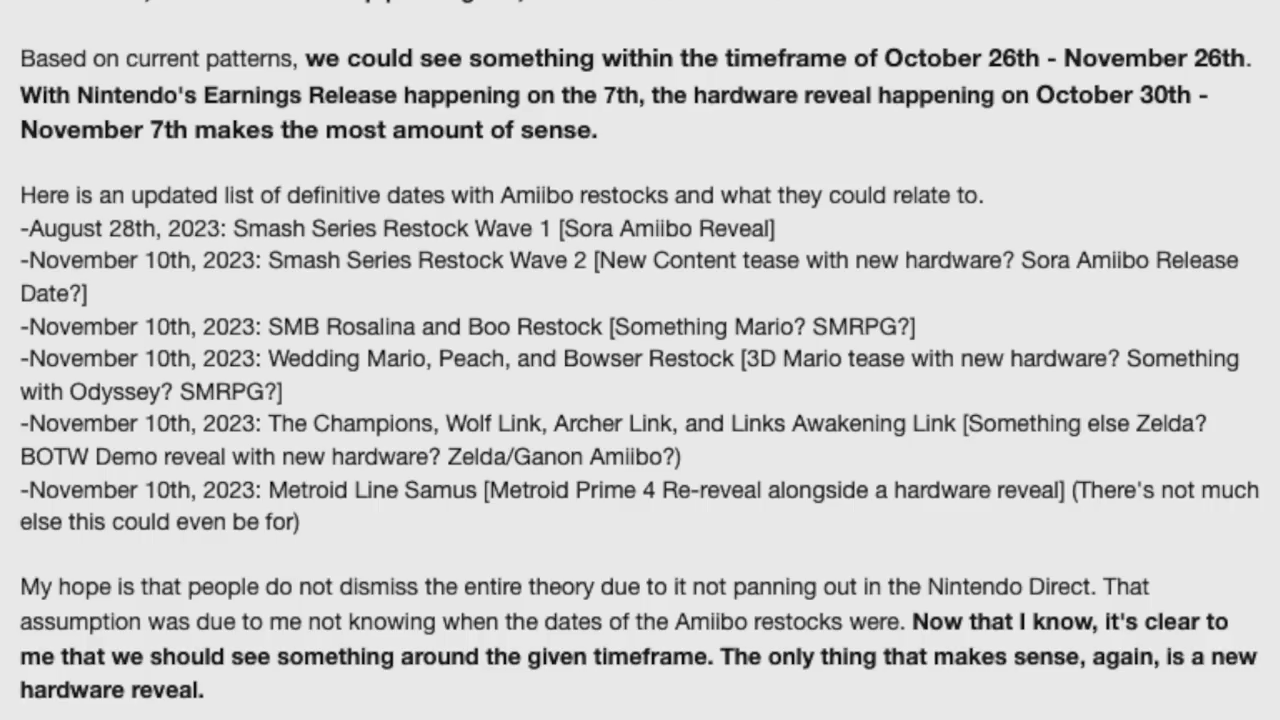 Based on current patterns, we could see something within the timeframe of October 26th - November 26th.
With Nintendo's Earnings Release happening on the 7th, the hardware reveal happening on October 30th -
November 7th makes the most amount of sense.
Here is an updated list of definitive dates with Amiibo restocks and what they could relate to.
-August 28th, 2023: Smash Series Restock Wave 1 [Sora Amiibo Reveal]
-November 10th, 2023: Smash Series Restock Wave 2 [New Content tease with new hardware? Sora Amiibo Release
Date?]
-November 10th, 2023: SMB Rosalina and Boo Restock [Something Mario? SMRPG?]
-November 10th, 2023: Wedding Mario, Peach, and Bowser Restock [3D Mario tease with new hardware? Something
with Odyssey? SMRPG?]
-November 10th, 2023: The Champions, Wolf Link, Archer Link, and Links Awakening Link [Something else Zelda?
BOTW Demo reveal with new hardware? Zelda/Ganon Amiibo?)
-November 10th, 2023: Metroid Line Samus [Metroid Prime 4 Re-reveal alongside a hardware reveal] (There's not much
else this could even be for)
My hope is that people do not dismiss the entire theory due to it not panning out in the Nintendo Direct. That
assumption was due to me not knowing when the dates of the Amiibo restocks were. Now that I know, it's clear to
me that we should see something around the given timeframe. The only thing that makes sense, again, is a new
hardware reveal.